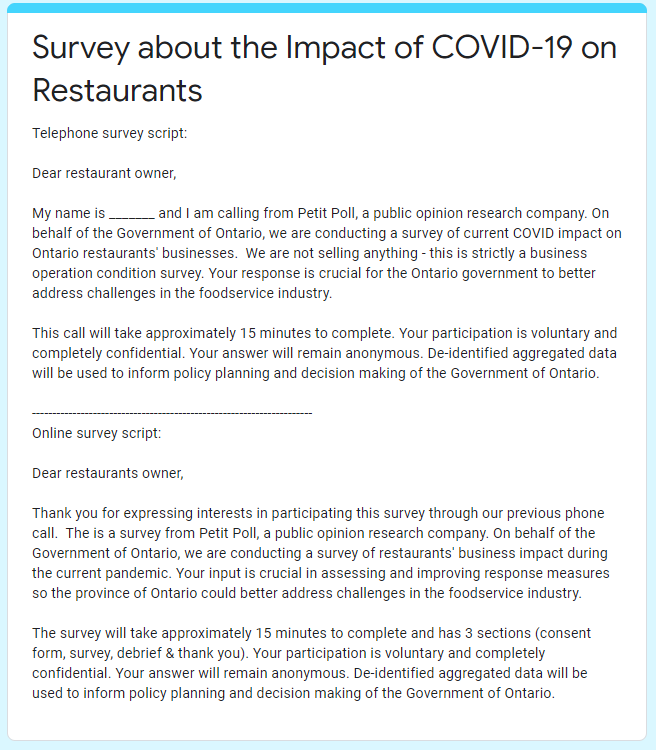 Survey about the Impact of COVID-19 on
Restaurants
Telephone survey script:
Dear restaurant owner,
My name is _______ and I am calling from Petit Poll, a public opinion research company. On
behalf of the Government of Ontario, we are conducting a survey of current COVID impact on
Ontario restaurants' businesses.  We are not selling anything - this is strictly a business
operation condition survey. Your response is crucial for the Ontario government to better
address challenges in the foodservice industry.
This call will take approximately 15 minutes to complete. Your participation is voluntary and
completely confidential. Your answer will remain anonymous. De-identified aggregated data
will be used to inform policy planning and decision making of the Government of Ontario.
----------------------------------------------------------------------
Online survey script:
Dear restaurants owner,
Thank you for expressing interests in participating this survey through our previous phone
call.  The is a survey from Petit Poll, a public opinion research company. On behalf of the
Government of Ontario, we are conducting a survey of restaurants' business impact during
the current pandemic. Your input is crucial in assessing and improving response measures
so the province of Ontario could better address challenges in the foodservice industry.
The survey will take approximately 15 minutes to complete and has 3 sections (consent
form, survey, debrief & thank you). Your participation is voluntary and completely
confidential. Your answer will remain anonymous. De-identified aggregated data will be
used to inform policy planning and decision making of the Government of Ontario.